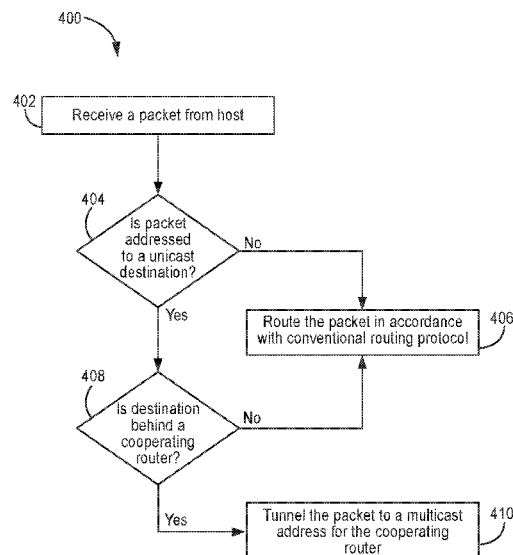 400
402
Receive a packet from host
404
Is packet
addressed
to a unicast
destination?
No
Yes
Route the packet in accordance
with conventional routing protocol
406
408
Is destination
behind a
cooperating
router?
No
Yes
Tunnel the packet to a multicast
address for the cooperating
router
410